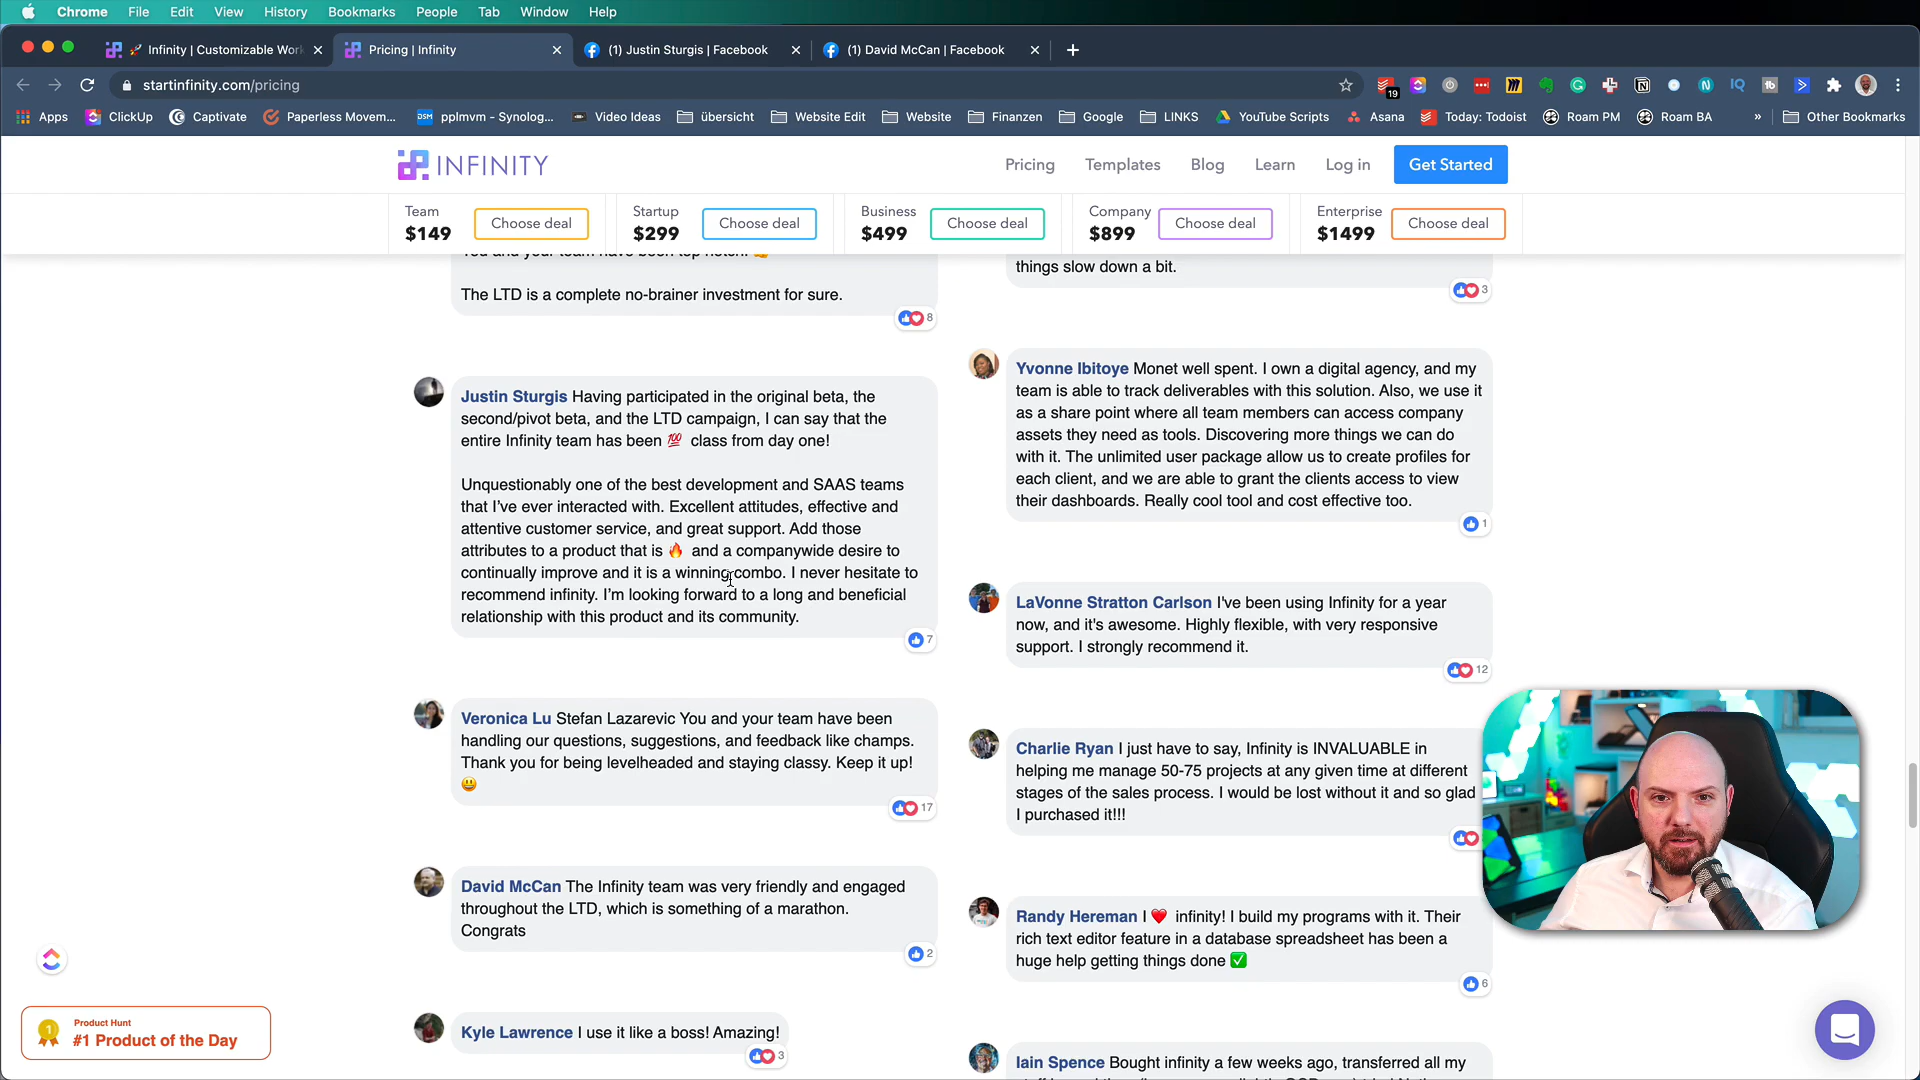 Chrome File Edit View History Bookmarks People Tab Window Help
Infinity | Customizable Work
Pricing | Infinity
(1) Justin Sturgis | Facebook
(1) David McCan | Facebook
startinfinity.com/pricing
19
Apps ClickUp Captivate Paperless Movem... DSM pplmvm - Synolog... Video Ideas übersicht Website Edit Website Finanzen Google LINKS YouTube Scripts Asana Today: Todoist Roam PM Roam BA » Other Bookmarks
INFINITY
Pricing Templates Blog Learn Log in Get Started
Team
$149
Choose deal
Startup
$299
Choose deal
Business
$499
Choose deal
Company
$899
Choose deal
Enterprise
$1499
Choose deal
You and your team have been top notch! 
The LTD is a complete no-brainer investment for sure.
8
Justin Sturgis Having participated in the original beta, the
second/pivot beta, and the LTD campaign, I can say that the
entire Infinity team has been 💯 class from day one!
Unquestionably one of the best development and SAAS teams
that I've ever interacted with. Excellent attitudes, effective and
attentive customer service, and great support. Add those
attributes to a product that is 🔥 and a companywide desire to
continually improve and it is a winning combo. I never hesitate to
recommend infinity. I'm looking forward to a long and beneficial
relationship with this product and its community.
7
Veronica Lu Stefan Lazarevic You and your team have been
handling our questions, suggestions, and feedback like champs.
Thank you for being levelheaded and staying classy. Keep it up!
😃
17
David McCan The Infinity team was very friendly and engaged
throughout the LTD, which is something of a marathon.
Congrats
2
Kyle Lawrence I use it like a boss! Amazing!
3
things slow down a bit.
3
Yvonne Ibitoye Monet well spent. I own a digital agency, and my
team is able to track deliverables with this solution. Also, we use it
as a share point where all team members can access company
assets they need as tools. Discovering more things we can do
with it. The unlimited user package allow us to create profiles for
each client, and we are able to grant the clients access to view
their dashboards. Really cool tool and cost effective too.
1
LaVonne Stratton Carlson I've been using Infinity for a year
now, and it's awesome. Highly flexible, with very responsive
support. I strongly recommend it.
12
Charlie Ryan I just have to say, Infinity is INVALUABLE in
helping me manage 50-75 projects at any given time at different
stages of the sales process. I would be lost without it and so glad
I purchased it!!!
Randy Hereman I ❤️ infinity! I build my programs with it. Their
rich text editor feature in a database spreadsheet has been a
huge help getting things done ✅
6
Iain Spence Bought infinity a few weeks ago, transferred all my
Product Hunt
#1 Product of the Day
1